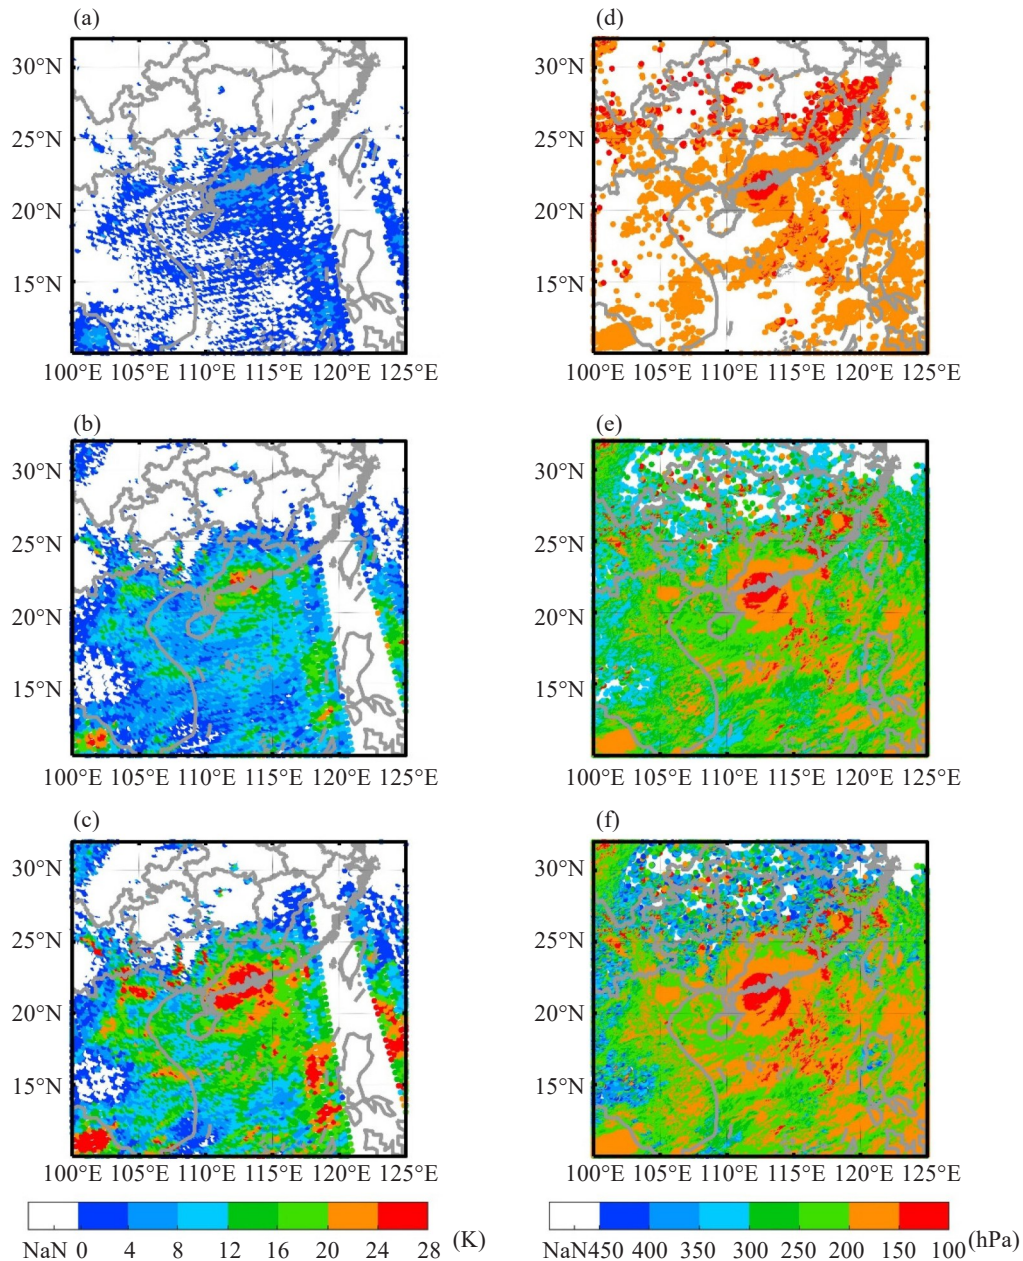 (a)
(d)
30°N
25°N
20°N
15°N
100°E 105°E 110°E 115°E 120°E 125°E
30°N
25°N
20°N
15°N
100°E 105°E 110°E 115°E 120°E 125°E
(b)
(e)
30°N
25°N
20°N
15°N
100°E 105°E 110°E 115°E 120°E 125°E
30°N
25°N
20°N
15°N
100°E 105°E 110°E 115°E 120°E 125°E
(c)
(f)
30°N
25°N
20°N
15°N
100°E 105°E 110°E 115°E 120°E 125°E
30°N
25°N
20°N
15°N
100°E 105°E 110°E 115°E 120°E 125°E
NaN 0 4 8 12 16 20 24 28 (K)
NaN450 400 350 300 250 200 150 100 (hPa)